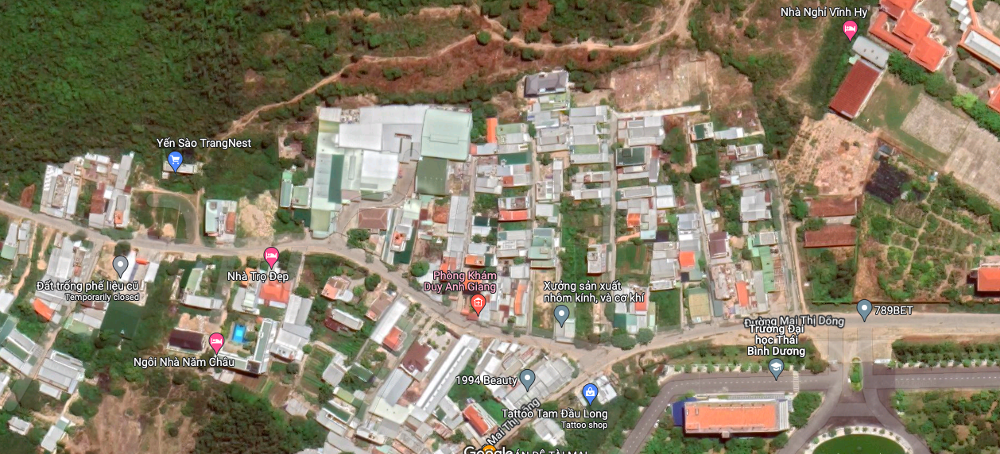 Nhà Nghỉ Vĩnh Hy
Yến Sào TrangNest
Nhà Trọ Đẹp
Đất trống phế liệu cũ
Temporarily closed
Phòng Khám
Duy Anh Giang
Xưởng sản xuất
nhôm kính, và cơ khí
789BET
Đường Mai Thị Dõng
Trường Đại
học Thái
Bình Dương
Ngôi Nhà Năm Châu
1994 Beauty
Tattoo Tam Đầu Long
Tattoo shop
Mai Thị Dõng
Google